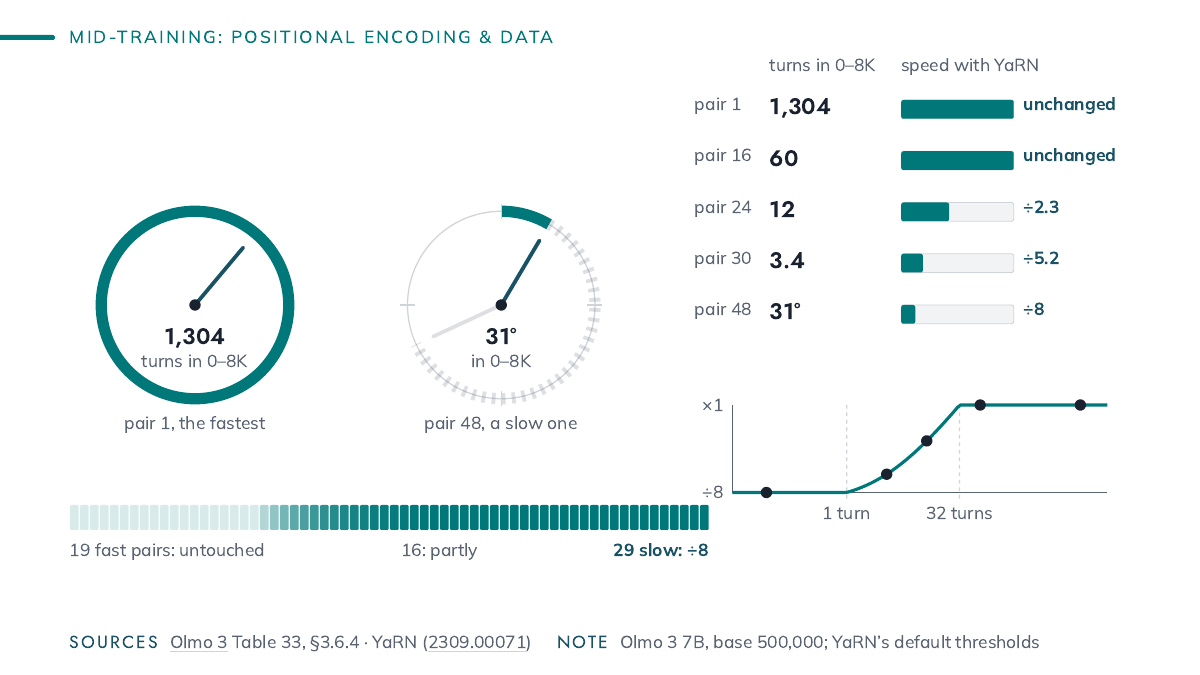 MID-TRAINING: POSITIONAL ENCODING & DATA
turns in 0–8K speed with YaRN
pair 1 1,304 unchanged
pair 16 60 unchanged
pair 24 12 ÷2.3
pair 30 3.4 ÷5.2
pair 48 31° ÷8
1,304
turns in 0–8K
pair 1, the fastest
31°
in 0–8K
pair 48, a slow one
×1
÷8
1 turn 32 turns
19 fast pairs: untouched 16: partly 29 slow: ÷8
SOURCES Olmo 3 Table 33, §3.6.4 · YaRN (2309.00071) NOTE Olmo 3 7B, base 500,000; YaRN’s default thresholds